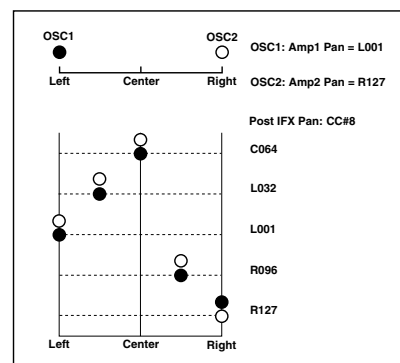 OSC1 OSC2
OSC1: Amp1 Pan = L001
Left Center Right
OSC2: Amp2 Pan = R127
Post IFX Pan: CC#8
C064
L032
L001
R096
R127
Left Center Right